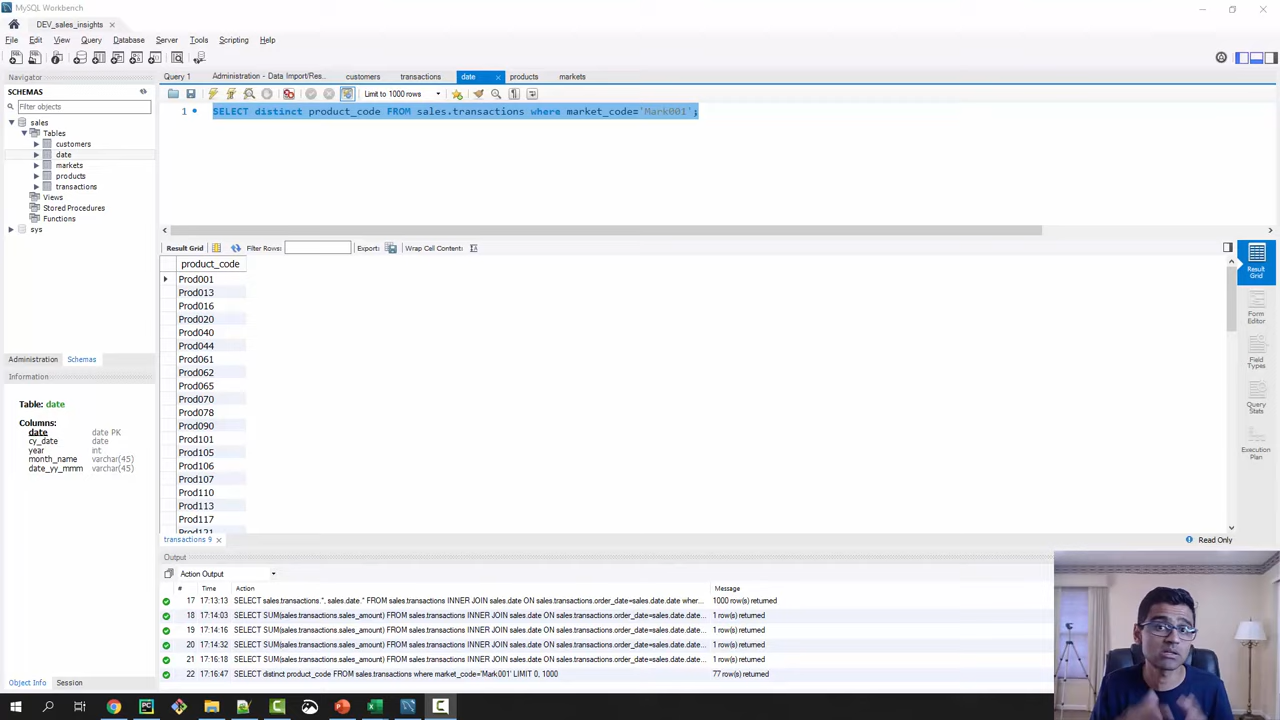 MySQL Workbench
DEV_sales_insights
File Edit View Query Database Server Tools Scripting Help
Navigator
SCHEMAS
Filter objects
sales
Tables
customers
date
markets
products
transactions
Views
Stored Procedures
Functions
sys
Administration Schemas
Information
Table: date
Columns:
date date PK
cy_date date
year int
month_name varchar(45)
date_yy_mmm varchar(45)
Object Info Session
Query 1 Administration - Data Import/Res... customers transactions date products markets
Limit to 1000 rows
1 SELECT distinct product_code FROM sales.transactions where market_code='Mark001';
Result Grid Filter Rows: Export: Wrap Cell Content:
product_code
Prod001
Prod013
Prod016
Prod020
Prod040
Prod044
Prod061
Prod062
Prod065
Prod070
Prod078
Prod090
Prod101
Prod105
Prod106
Prod107
Prod110
Prod113
Prod117
Prod121
Result Grid
Form Editor
Field Types
Query Stats
Execution Plan
transactions 9
Read Only
Output
Action Output
# Time Action Message
17 17:13:13 SELECT sales.transactions.*, sales.date.* FROM sales.transactions INNER JOIN sales.date ON sales.transactions.order_date=sales.date.date wher... 1000 row(s) returned
18 17:14:03 SELECT SUM(sales.transactions.sales_amount) FROM sales.transactions INNER JOIN sales.date ON sales.transactions.order_date=sales.date.date... 1 row(s) returned
19 17:14:16 SELECT SUM(sales.transactions.sales_amount) FROM sales.transactions INNER JOIN sales.date ON sales.transactions.order_date=sales.date.date... 1 row(s) returned
20 17:14:32 SELECT SUM(sales.transactions.sales_amount) FROM sales.transactions INNER JOIN sales.date ON sales.transactions.order_date=sales.date.date... 1 row(s) returned
21 17:16:18 SELECT SUM(sales.transactions.sales_amount) FROM sales.transactions INNER JOIN sales.date ON sales.transactions.order_date=sales.date.date... 1 row(s) returned
22 17:16:47 SELECT distinct product_code FROM sales.transactions where market_code='Mark001' LIMIT 0, 1000 77 row(s) returned